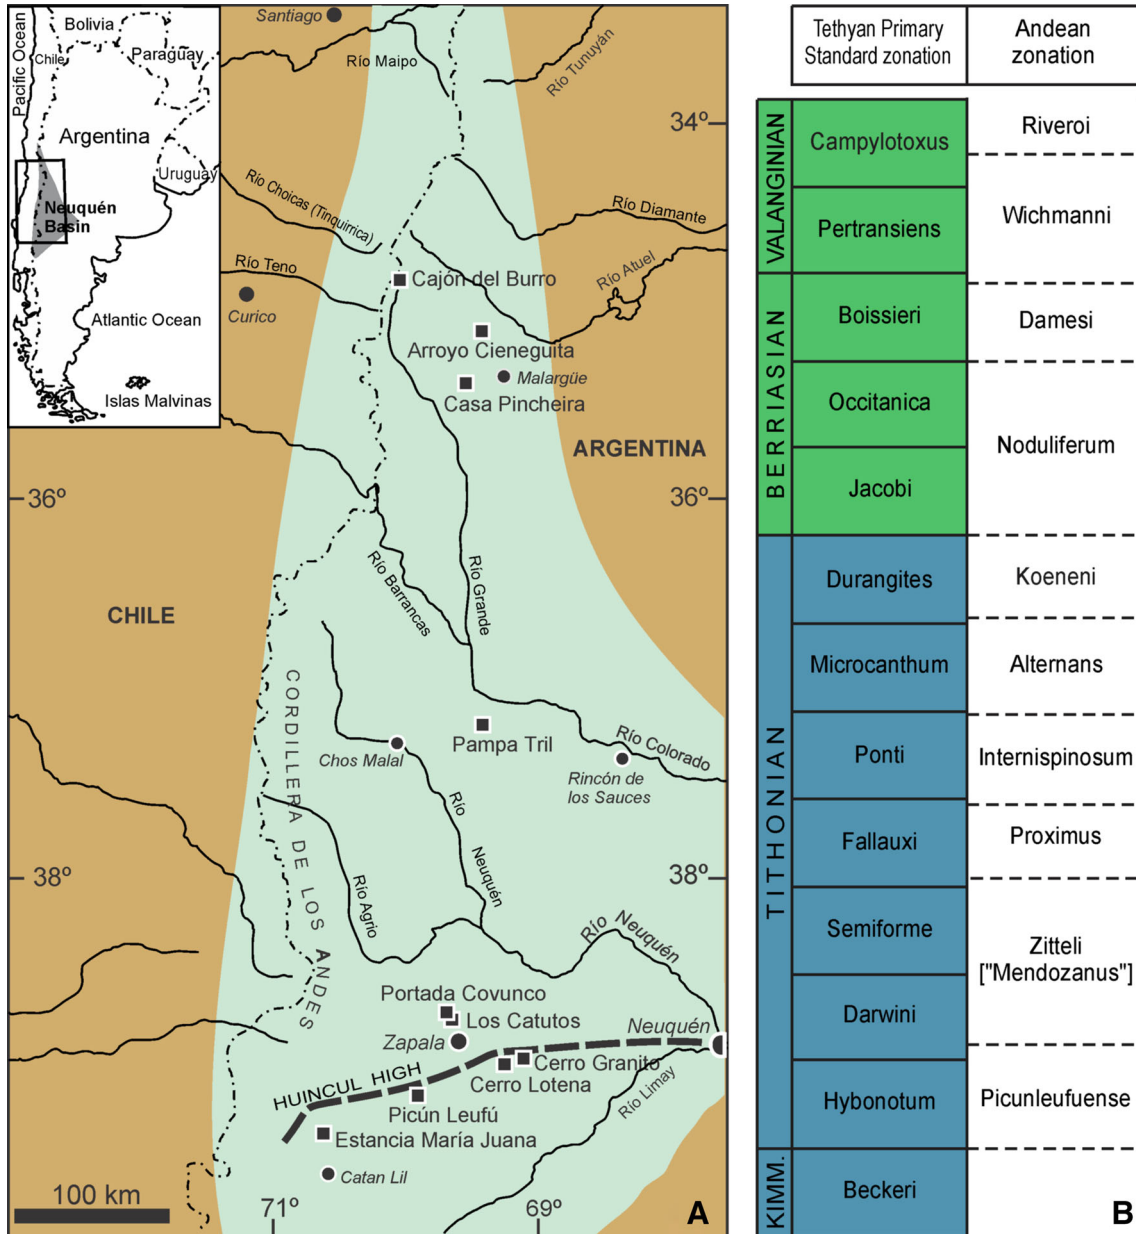 Bolivia
Pacific Ocean
Chile
Paraguay
Argentina
Uruguay
Neuquén
Basin
Atlantic Ocean
Islas Malvinas
Santiago
Río Maipo
Río Tunuyán
34º
Río Choicas (Tinquirrica)
Río Diamante
Río Teno
Río Atuel
Cajón del Burro
Curico
Arroyo Cieneguita
Malargüe
Casa Pincheira
ARGENTINA
36º
36º
Río Barrancas
Río Grande
CHILE
CORDILLERA DE LOS ANDES
Pampa Tril
Río Colorado
Chos Malal
Rincón de
los Sauces
Río
Neuquén
38º
38º
Río Agrio
Río Neuquén
Portada Covunco
Los Catutos
Zapala
Neuquén
Cerro Granito
Cerro Lotena
HUINCUL HIGH
Río Limay
Picún Leufú
Estancia María Juana
Catan Lil
100 km
71º
69º
A
Tethyan Primary
Standard zonation
Andean
zonation
VALANGINIAN
Campylotoxus
Riveroi
Pertransiens
Wichmanni
BERRIASIAN
Boissieri
Damesi
Occitanica
Noduliferum
Jacobi
TITHONIAN
Durangites
Koeneni
Microcanthum
Alternans
Ponti
Internispinosum
Fallauxi
Proximus
Semiforme
Zitteli
["Mendozanus"]
Darwini
Hybonotum
Picunleufuense
KIMM.
Beckeri
B